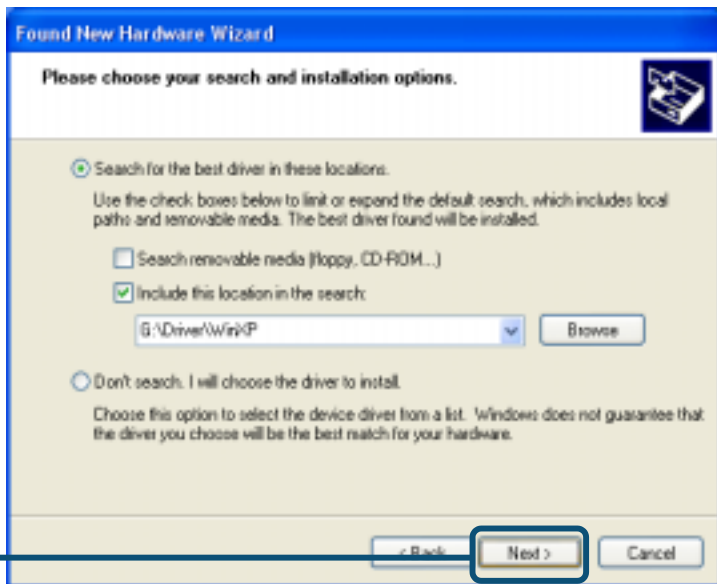 Found New Hardware Wizard
Please choose your search and installation options.
Search for the best driver in these locations.
Use the check boxes below to limit or expand the default search, which includes local
paths and removable media. The best driver found will be installed.
Search removable media (floppy, CD-ROM...)
Include this location in the search:
G:\Driver\WinXP
Browse
Don't search. I will choose the driver to install.
Choose this option to select the device driver from a list. Windows does not guarantee that
the driver you choose will be the best match for your hardware.
< Back
Next >
Cancel